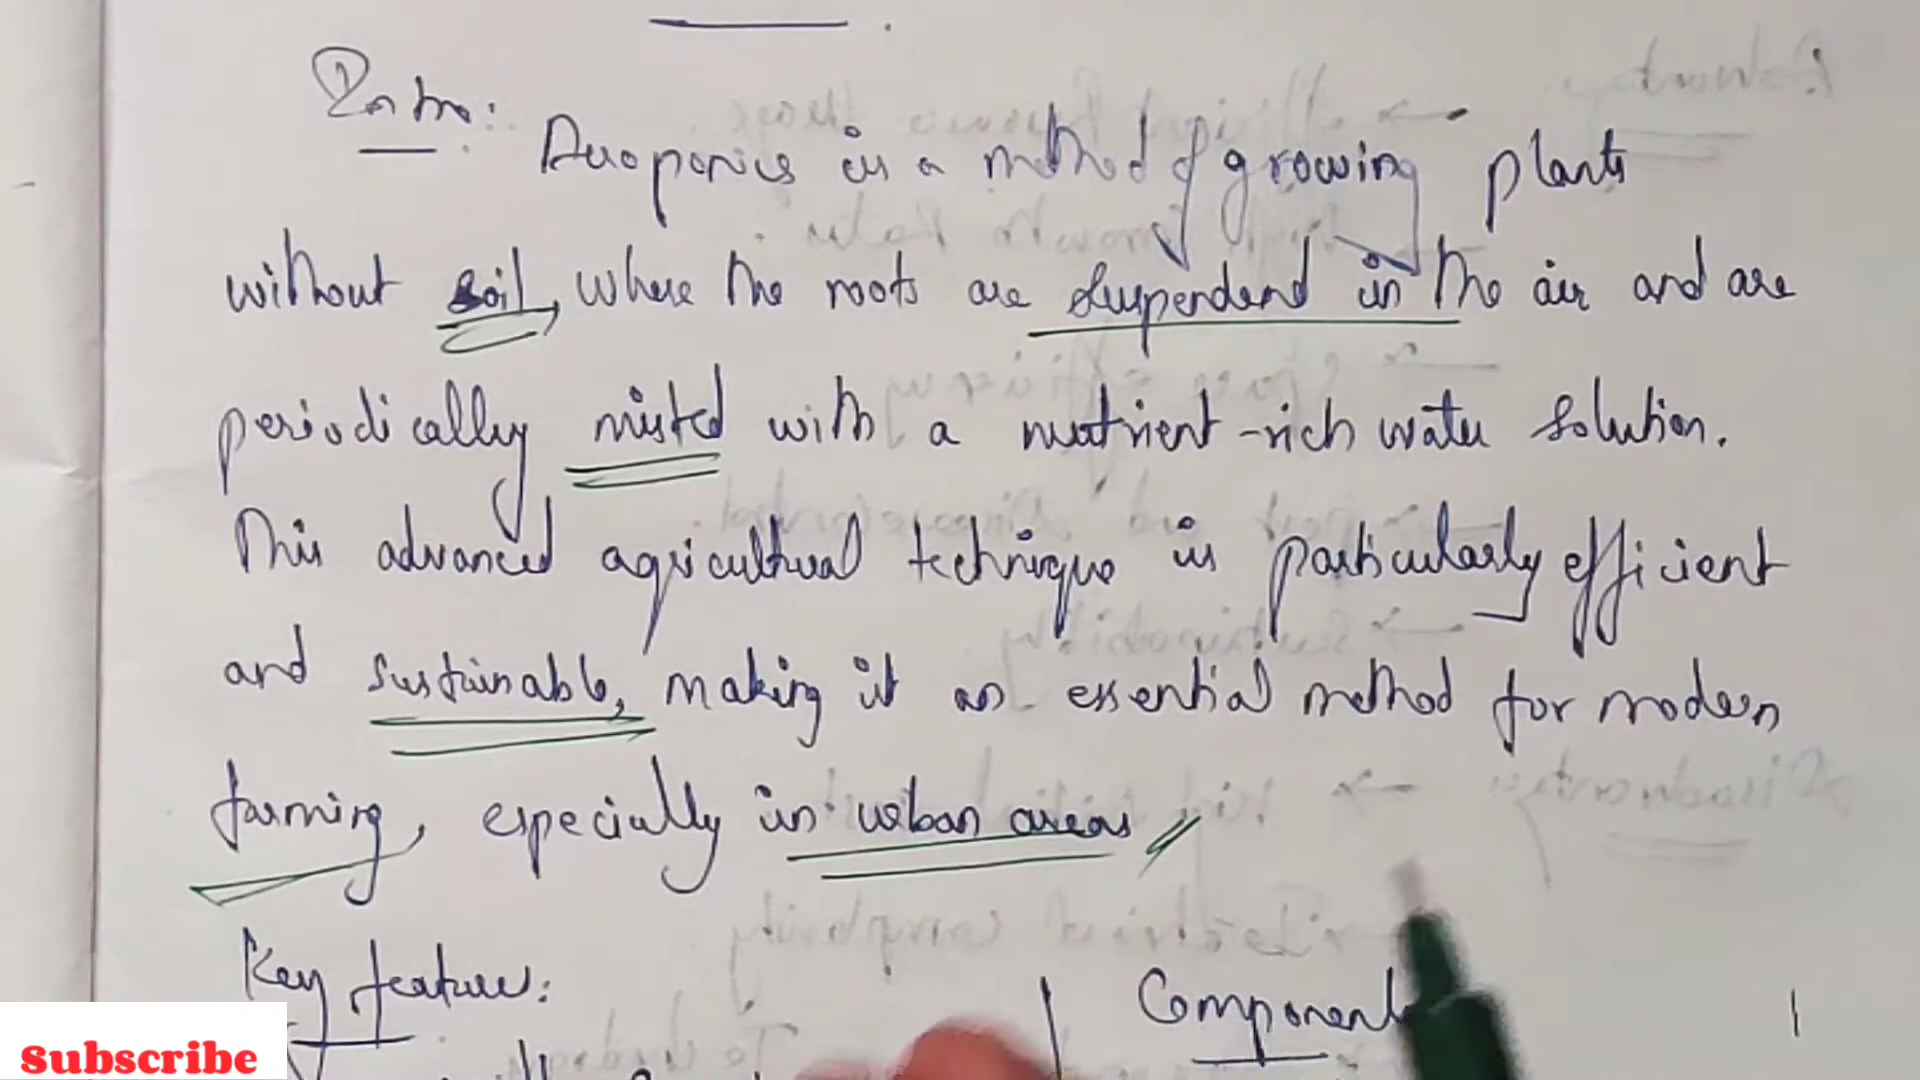 Intro:
Aeroponics is a method of growing plants
without soil, where the roots are suspended in the air and are
periodically misted with a nutrient-rich water solution.
This advanced agricultural technique is particularly efficient
and sustainable, making it an essential method for modern
farming, especially in urban areas
Key feature:
Component
Subscribe